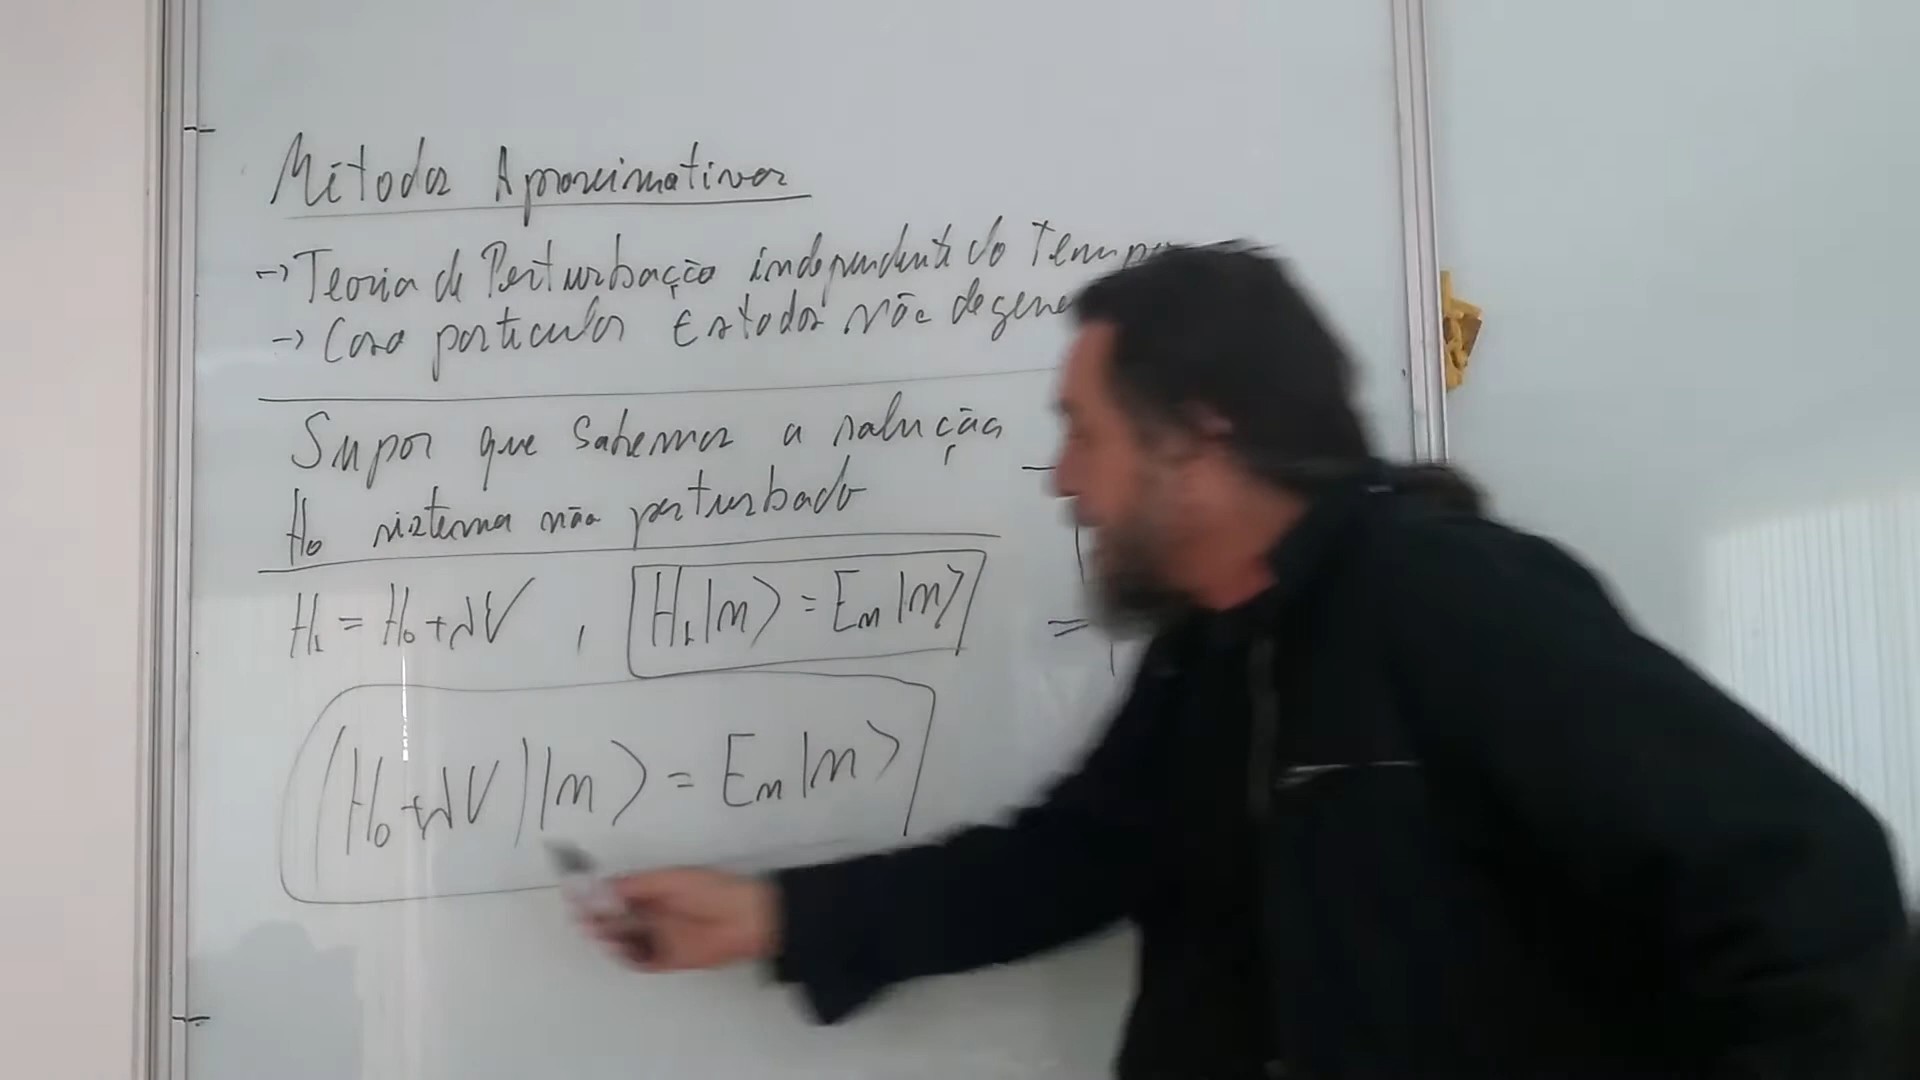 Métodos Aproximativos
→ Teoria de Perturbação independente do Tempo
→ Caso particular Estados não degene
Supor que sabemos a solução
H₀ sistema não perturbado
H₁ = H₀ + λV , H₁|n⟩ = Eₙ|n⟩
(H₀ + λV)|n⟩ = Eₙ|n⟩
=